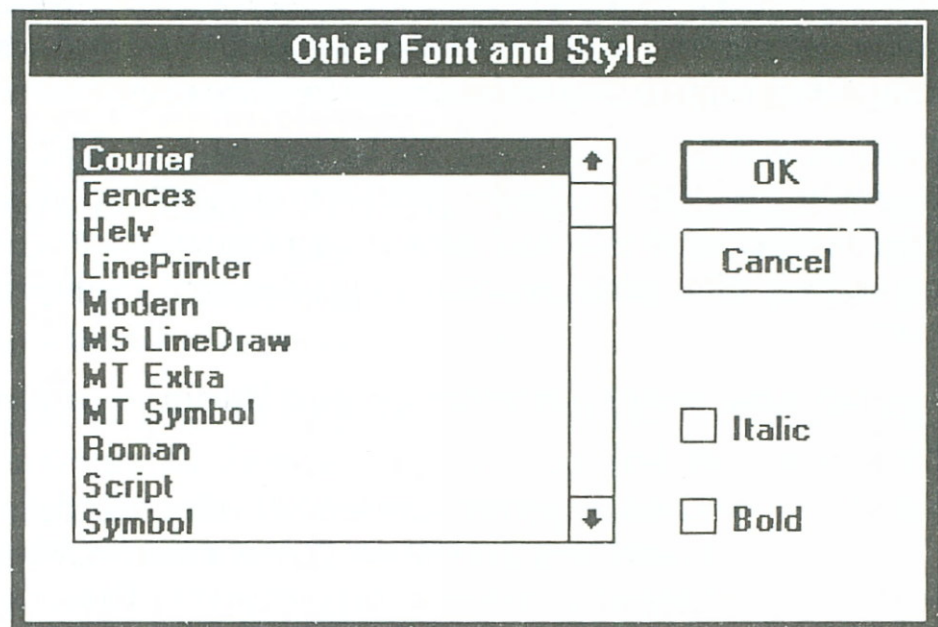 Other Font and Style
Courier
Fences
Helv
LinePrinter
Modern
MS LineDraw
MT Extra
MT Symbol
Roman
Script
Symbol
OK
Cancel
Italic
Bold